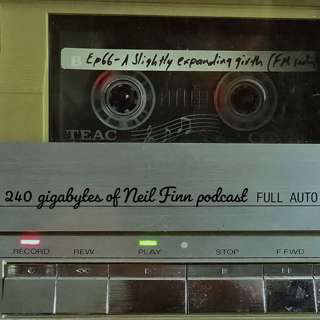 B Ep66-A Slightly expanding girth (FM
TEAC
240 gigabytes of Neil Finn podcast FULL AUTO
RECORD REW PLAY STOP F.FWD